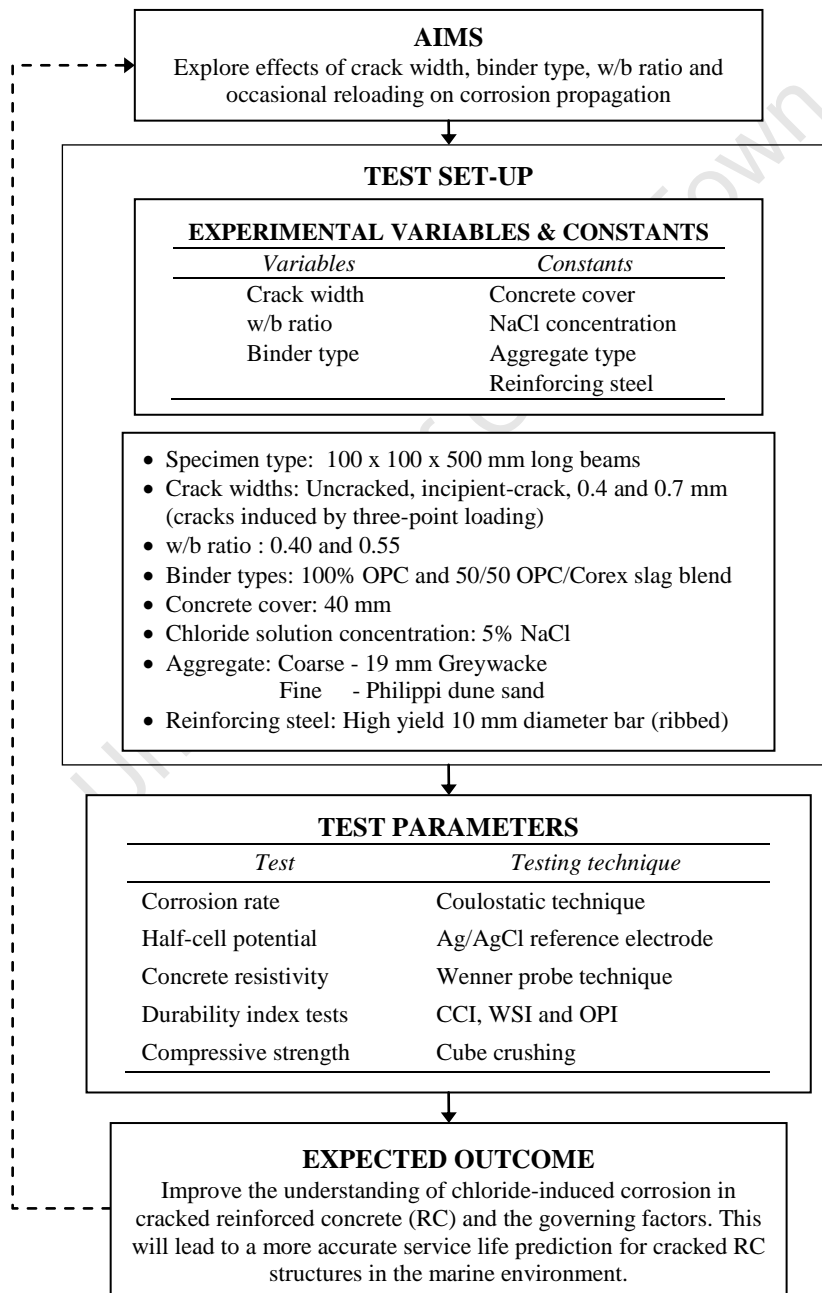 AIMS
Explore effects of crack width, binder type, w/b ratio and
occasional reloading on corrosion propagation
TEST SET-UP
EXPERIMENTAL VARIABLES & CONSTANTS
Variables Constants
Crack width Concrete cover
w/b ratio NaCl concentration
Binder type Aggregate type
Reinforcing steel
• Specimen type: 100 x 100 x 500 mm long beams
• Crack widths: Uncracked, incipient-crack, 0.4 and 0.7 mm
(cracks induced by three-point loading)
• w/b ratio : 0.40 and 0.55
• Binder types: 100% OPC and 50/50 OPC/Corex slag blend
• Concrete cover: 40 mm
• Chloride solution concentration: 5% NaCl
• Aggregate: Coarse - 19 mm Greywacke
Fine - Philippi dune sand
• Reinforcing steel: High yield 10 mm diameter bar (ribbed)
TEST PARAMETERS
Test Testing technique
Corrosion rate Coulostatic technique
Half-cell potential Ag/AgCl reference electrode
Concrete resistivity Wenner probe technique
Durability index tests CCI, WSI and OPI
Compressive strength Cube crushing
EXPECTED OUTCOME
Improve the understanding of chloride-induced corrosion in
cracked reinforced concrete (RC) and the governing factors. This
will lead to a more accurate service life prediction for cracked RC
structures in the marine environment.
Town